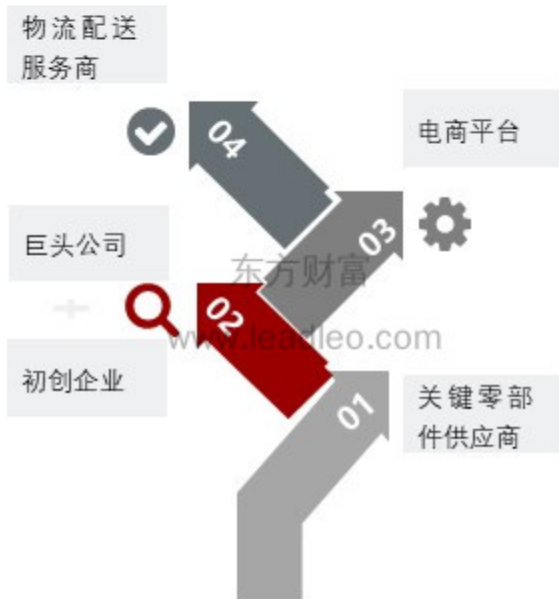 物流配送
服务商
04
电商平台
03
巨头公司
东方财富
02
www.leadleo.com
初创企业
01
关键零部
件供应商